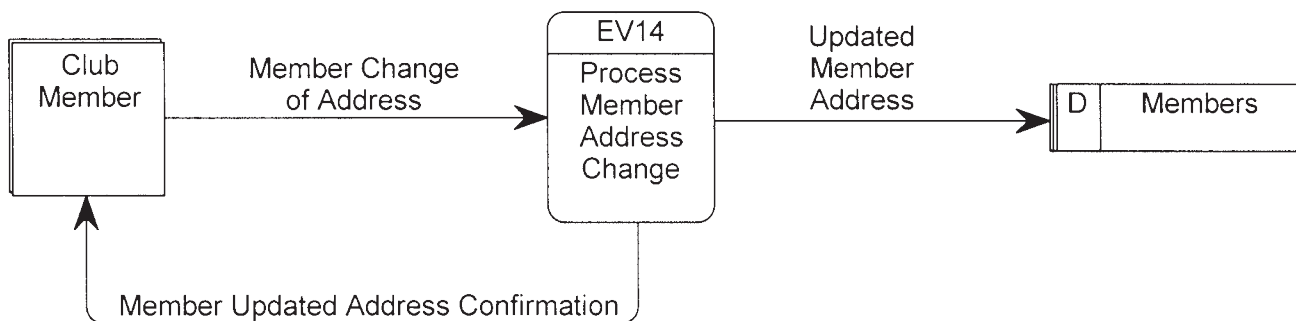 Club
Member
Member Change
of Address
EV14
Process
Member
Address
Change
Updated
Member
Address
D
Members
Member Updated Address Confirmation